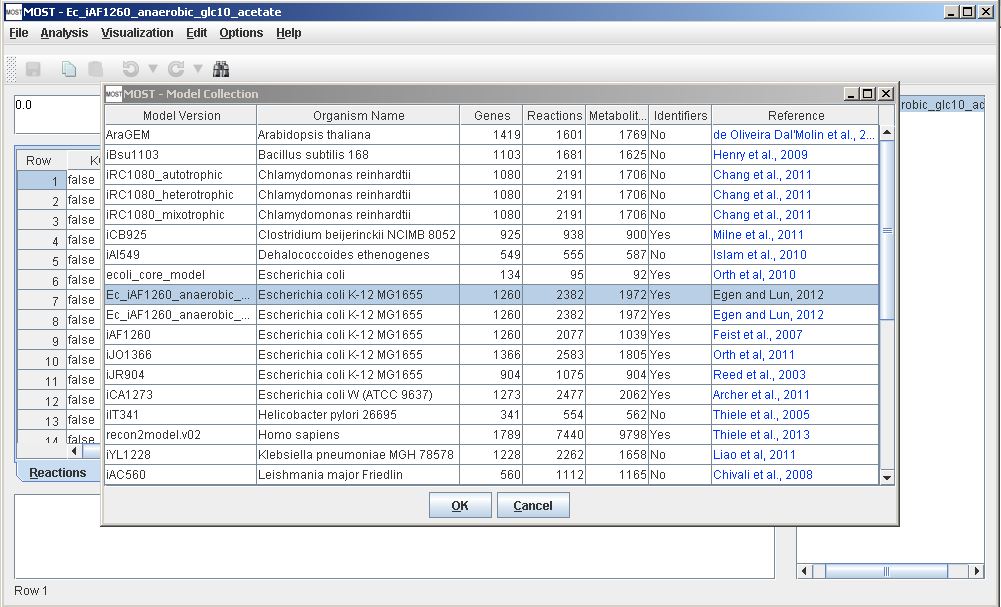 MOST MOST - Ec_iAF1260_anaerobic_glc10_acetate
File Analysis Visualization Edit Options Help
MOST MOST - Model Collection
0.0
robic_glc10_ac
Model Version Organism Name Genes Reactions Metabolit... Identifiers Reference
AraGEM Arabidopsis thaliana 1419 1601 1769 No de Oliveira Dal'Molin et al., 2...
iBsu1103 Bacillus subtilis 168 1103 1681 1625 No Henry et al., 2009
iRC1080_autotrophic Chlamydomonas reinhardtii 1080 2191 1706 No Chang et al., 2011
iRC1080_heterotrophic Chlamydomonas reinhardtii 1080 2191 1706 No Chang et al., 2011
iRC1080_mixotrophic Chlamydomonas reinhardtii 1080 2191 1706 No Chang et al., 2011
iCB925 Clostridium beijerinckii NCIMB 8052 925 938 900 Yes Milne et al., 2011
iAI549 Dehalococcoides ethenogenes 549 555 587 No Islam et al., 2010
ecoli_core_model Escherichia coli 134 95 92 Yes Orth et al, 2010
Ec_iAF1260_anaerobic_... Escherichia coli K-12 MG1655 1260 2382 1972 Yes Egen and Lun, 2012
Ec_iAF1260_anaerobic_... Escherichia coli K-12 MG1655 1260 2382 1972 Yes Egen and Lun, 2012
iAF1260 Escherichia coli K-12 MG1655 1260 2077 1039 Yes Feist et al., 2007
iJO1366 Escherichia coli K-12 MG1655 1366 2583 1805 Yes Orth et al, 2011
iJR904 Escherichia coli K-12 MG1655 904 1075 904 Yes Reed et al., 2003
iCA1273 Escherichia coli W (ATCC 9637) 1273 2477 2062 Yes Archer et al., 2011
iIT341 Helicobacter pylori 26695 341 554 562 No Thiele et al., 2005
recon2model.v02 Homo sapiens 1789 7440 9798 Yes Thiele et al., 2013
iYL1228 Klebsiella pneumoniae MGH 78578 1228 2262 1658 No Liao et al, 2011
iAC560 Leishmania major Friedlin 560 1112 1165 No Chivali et al., 2008
OK Cancel
Row K
1 false
2 false
3 false
4 false
5 false
6 false
7 false
8 false
9 false
10 false
11 false
12 false
13 false
14 false
Reactions
Row 1